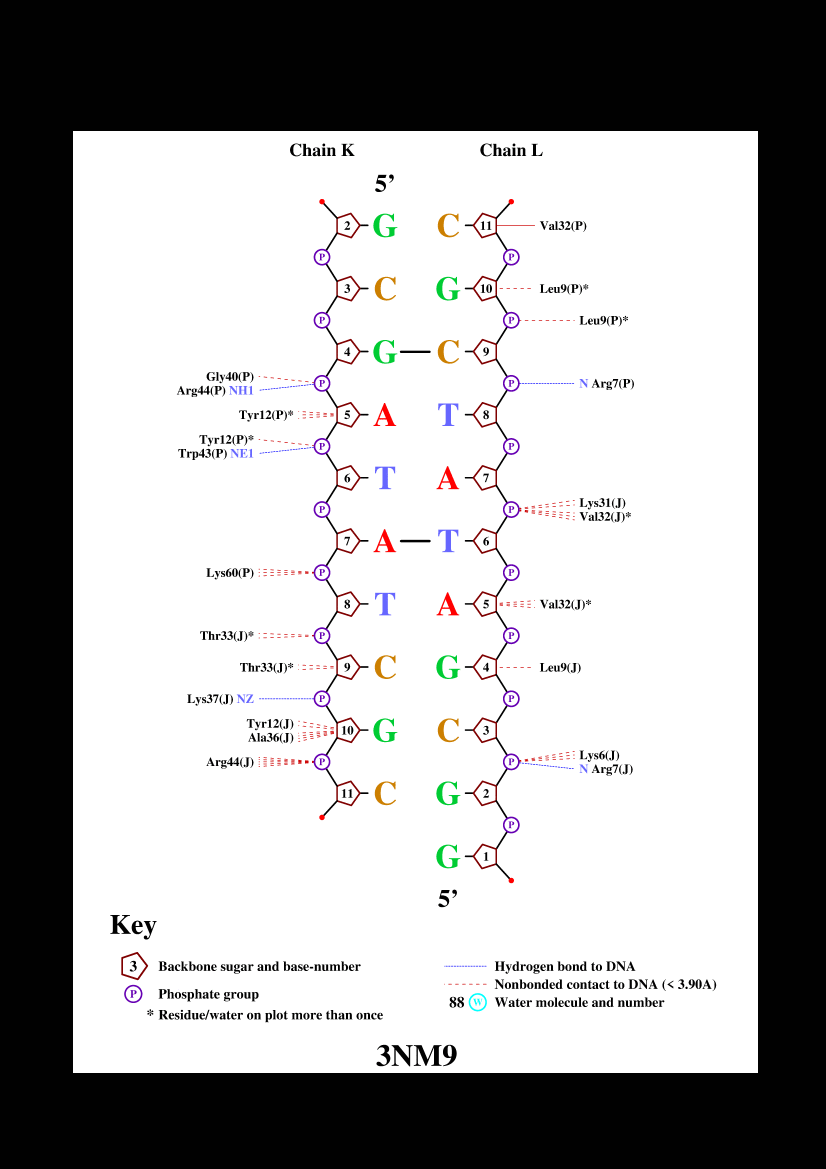 Chain K Chain L
5’
2 G C 11 Val32(P)
P P
3 C G 10 Leu9(P)*
P P Leu9(P)*
4 G C 9
Gly40(P)
Arg44(P) NH1 P P N Arg7(P)
Tyr12(P)* 5 A T 8
Tyr12(P)*
Trp43(P) NE1 P P
6 T A 7
P P Lys31(J)
Val32(J)*
7 A T 6
Lys60(P) P P
8 T A 5 Val32(J)*
Thr33(J)* P P
Thr33(J)* 9 C G 4 Leu9(J)
Lys37(J) NZ P P
Tyr12(J)
Ala36(J) 10 G C 3
Arg44(J) P P Lys6(J)
N Arg7(J)
11 C G 2
P
G 1
5’
Key
3 Backbone sugar and base-number
P Phosphate group
* Residue/water on plot more than once
Hydrogen bond to DNA
Nonbonded contact to DNA (< 3.90A)
88 W Water molecule and number
3NM9